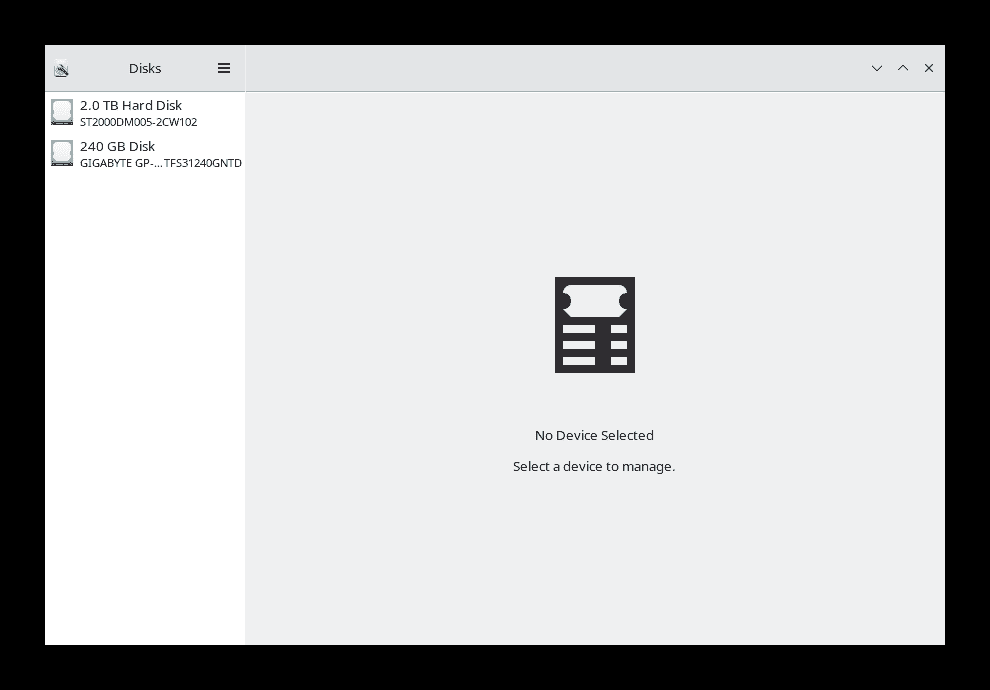 Disks
2.0 TB Hard Disk
ST2000DM005-2CW102
240 GB Disk
GIGABYTE GP-…TFS31240GNTD
No Device Selected
Select a device to manage.